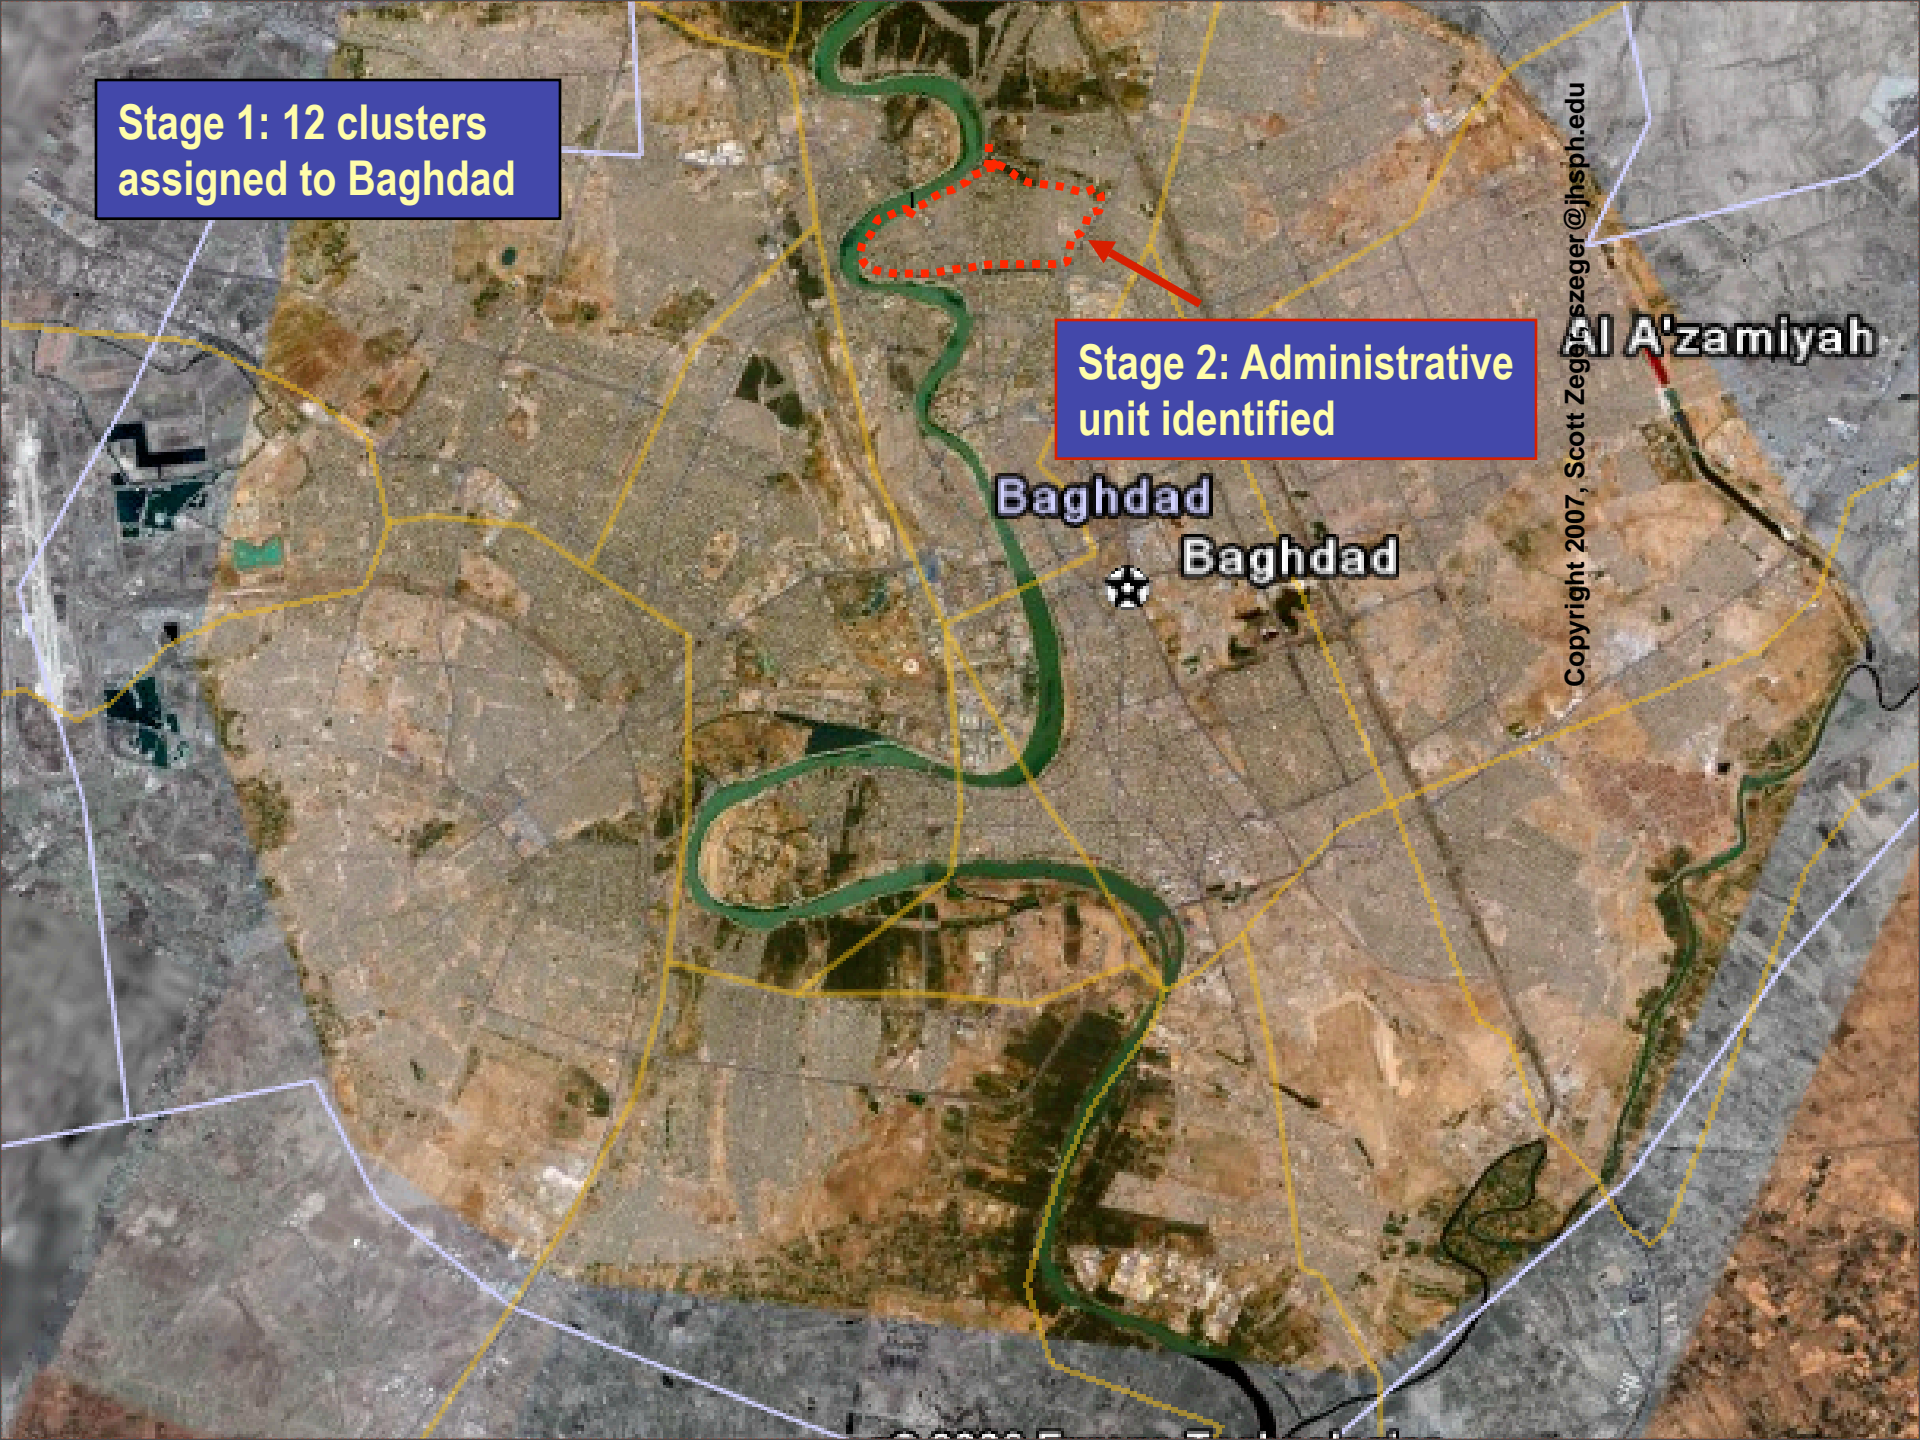 Stage 1: 12 clusters
assigned to Baghdad
Stage 2: Administrative
unit identified
Al A'zamiyah
Baghdad
Baghdad
Copyright 2007, Scott Zeger, szeger@jhsph.edu